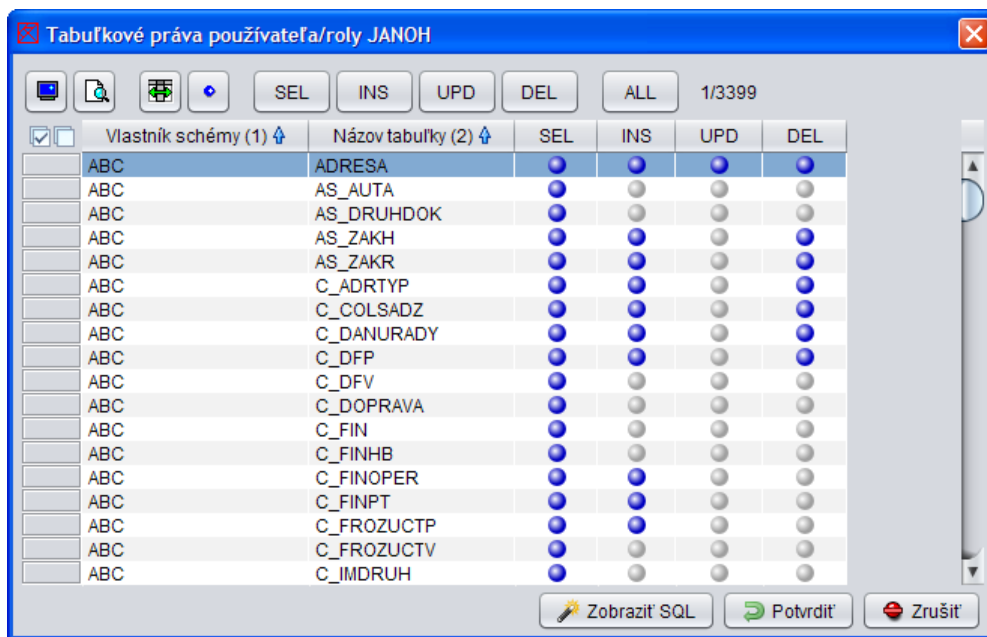 Tabuľkové práva používateľa/roly JANOH
SEL INS UPD DEL ALL 1/3399
Vlastník schémy (1) Názov tabuľky (2) SEL INS UPD DEL
ABC ADRESA
ABC AS_AUTA
ABC AS_DRUHDOK
ABC AS_ZAKH
ABC AS_ZAKR
ABC C_ADRTYP
ABC C_COLSADZ
ABC C_DANURADY
ABC C_DFP
ABC C_DFV
ABC C_DOPRAVA
ABC C_FIN
ABC C_FINHB
ABC C_FINOPER
ABC C_FINPT
ABC C_FROZUCTP
ABC C_FROZUCTV
ABC C_IMDRUH
Zobraziť SQL Potvrdiť Zrušiť